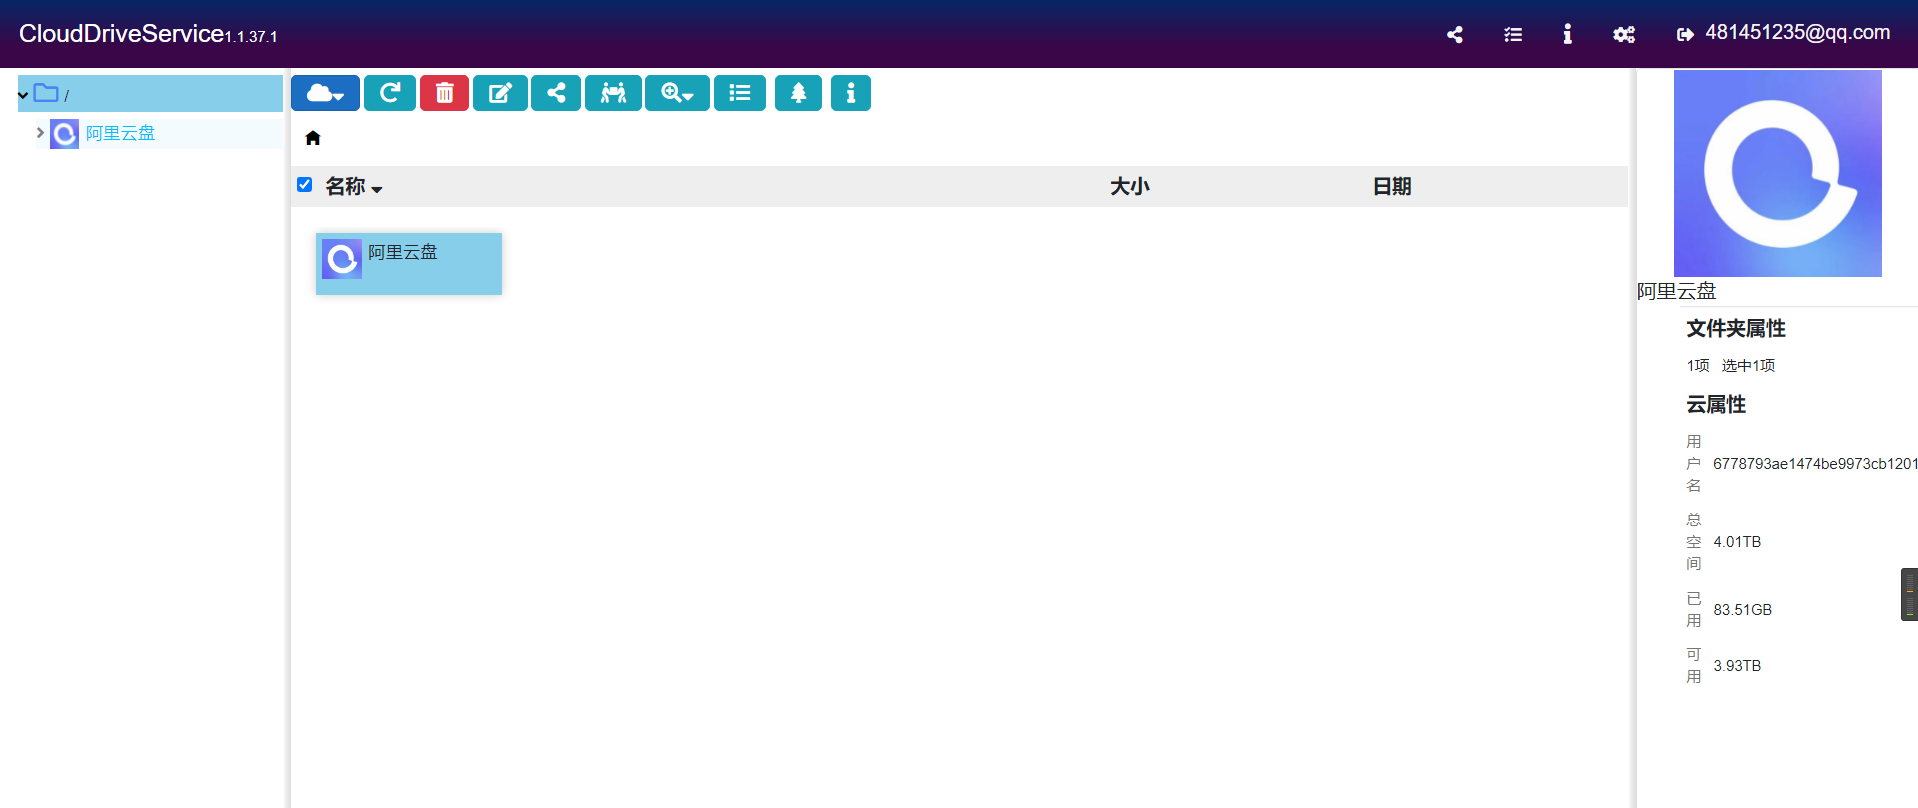 CloudDriveService1.1.37.1
481451235@qq.com
/
阿里云盘
名称
大小
日期
阿里云盘
阿里云盘
文件夹属性
1项 选中1项
云属性
用户名 6778793ae1474be9973cb1201
总空间 4.01TB
已用 83.51GB
可用 3.93TB